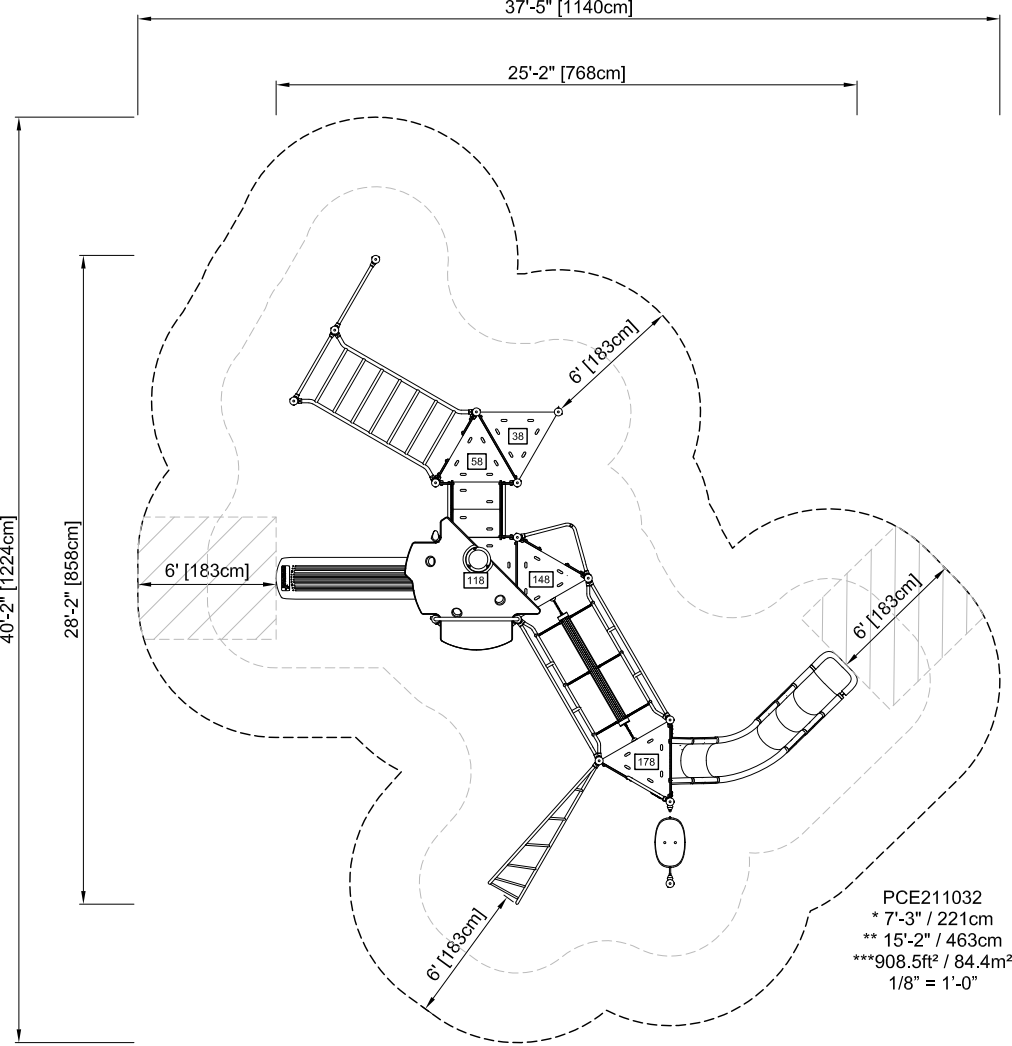 37'-5" [1140cm]
25'-2" [768cm]
6' [183cm]
38
58
40'-2" [1224cm]
28'-2" [858cm]
6' [183cm]
118
148
6' [183cm]
178
6' [183cm]
PCE211032
* 7'-3" / 221cm
** 15'-2" / 463cm
***908.5ft² / 84.4m²
1/8” = 1’-0”